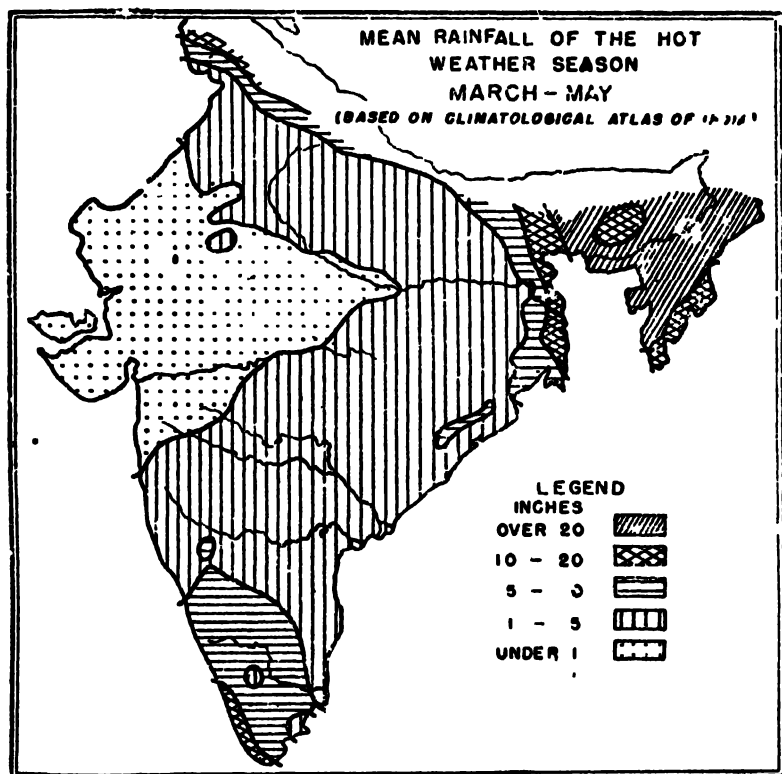 MEAN RAINFALL OF THE HOT
WEATHER SEASON
MARCH – MAY
(BASED ON CLIMATOLOGICAL ATLAS OF
LEGEND
INCHES
OVER 20
10 – 20
5 –
1 – 5
UNDER 1